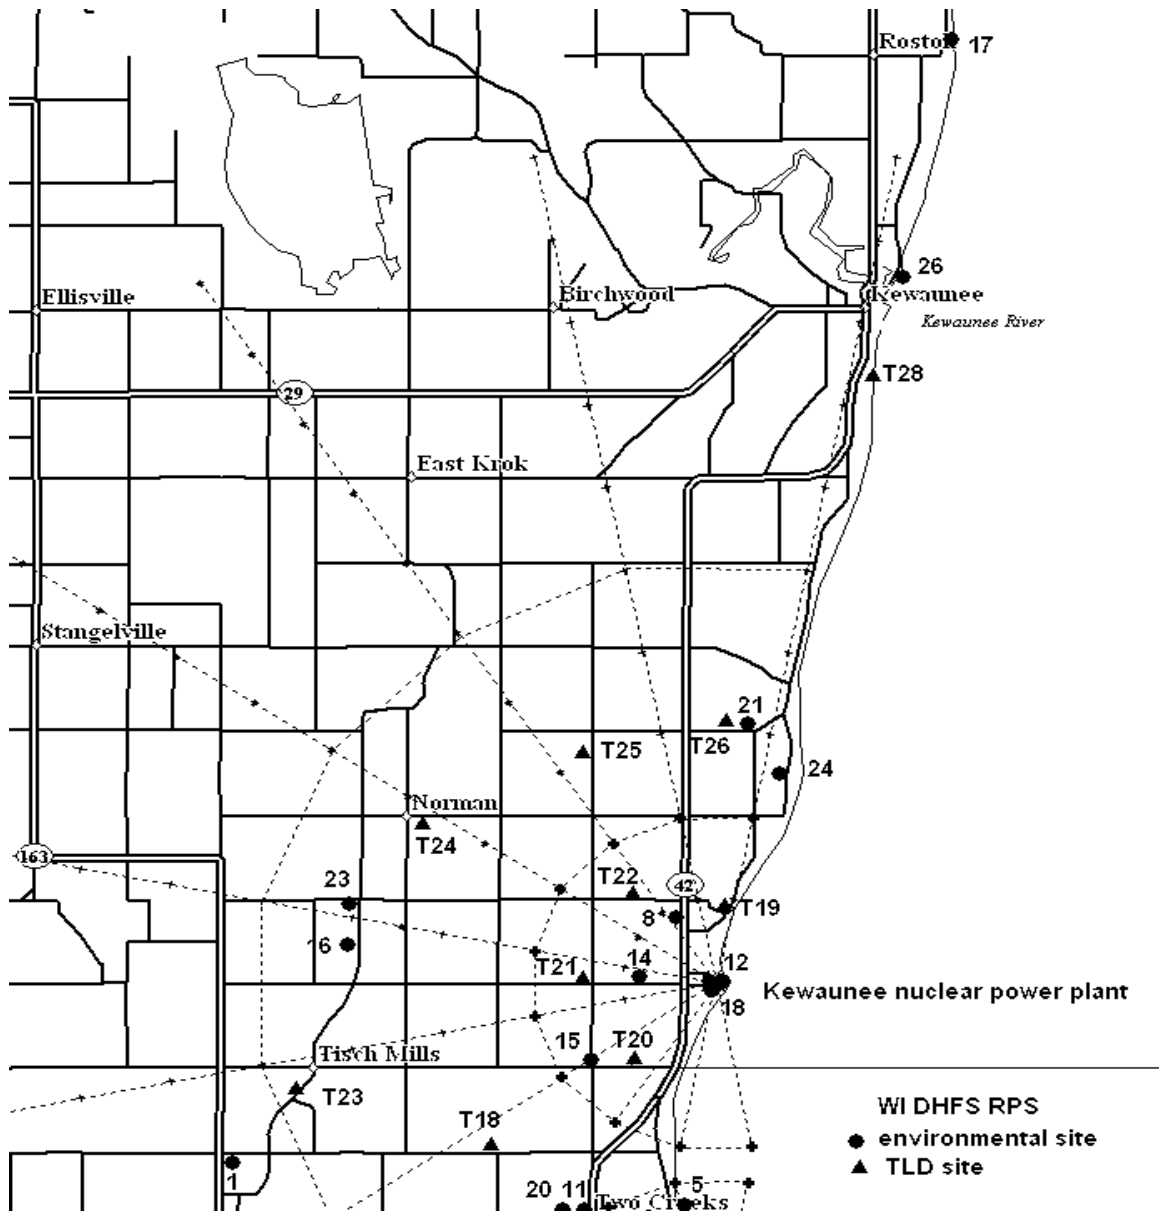 Roston
17
26
Ellisville
Birchwood
Kewaunee
Kewaunee River
T28
29
East Krok
Stangelville
21
T26
T25
24
Norman
T24
163
23
T22
42
8
T19
6
T21
14
12
Kewaunee nuclear power plant
18
15
T20
Tisch Mills
T23
WI DHFS RPS
environmental site
TLD site
T18
1
20
11
5
Two Creeks